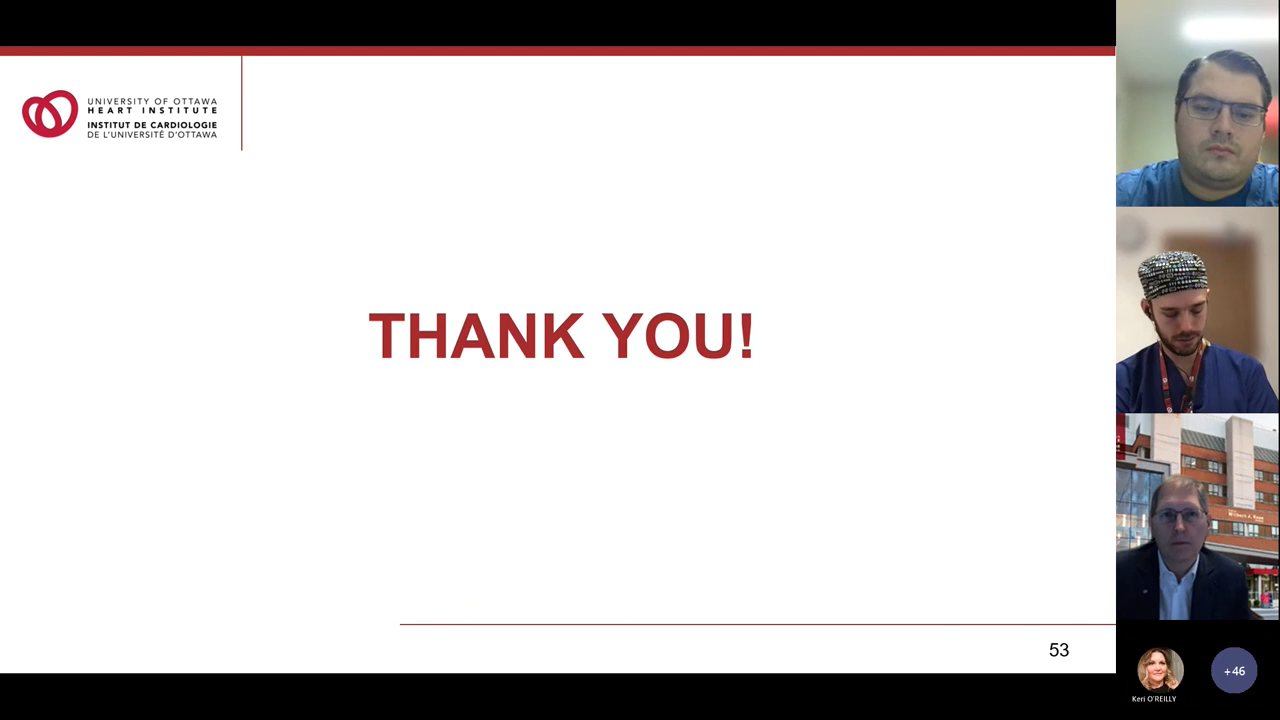 UNIVERSITY OF OTTAWA
HEART INSTITUTE
INSTITUT DE CARDIOLOGIE
DE L'UNIVERSITÉ D'OTTAWA
THANK YOU!
53
Keri O'REILLY
+46